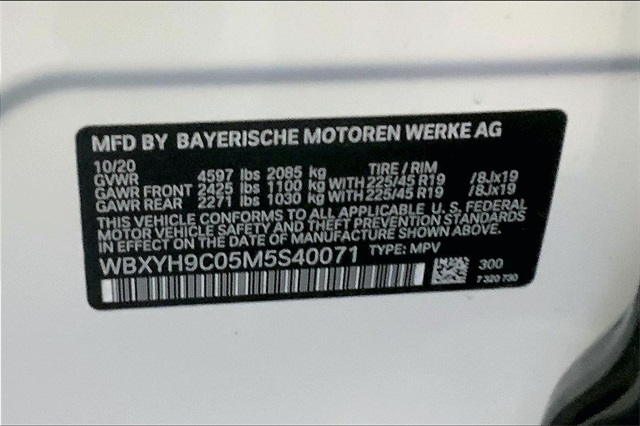 MFD BY BAYERISCHE MOTOREN WERKE AG
10/20 TIRE / RIM
GVWR 4597 lbs 2085 kg
GAWR FRONT 2425 lbs 1100 kg WITH 225/45 R19 /8Jx19
GAWR REAR 2271 lbs 1030 kg WITH 225/45 R19 /8Jx19
THIS VEHICLE CONFORMS TO ALL APPLICABLE U. S. FEDERAL
MOTOR VEHICLE SAFETY AND THEFT PREVENTION STANDARDS
IN EFFECT ON THE DATE OF MANUFACTURE SHOWN ABOVE.
WBXYH9C05M5S40071 TYPE: MPV
300
7 320 730